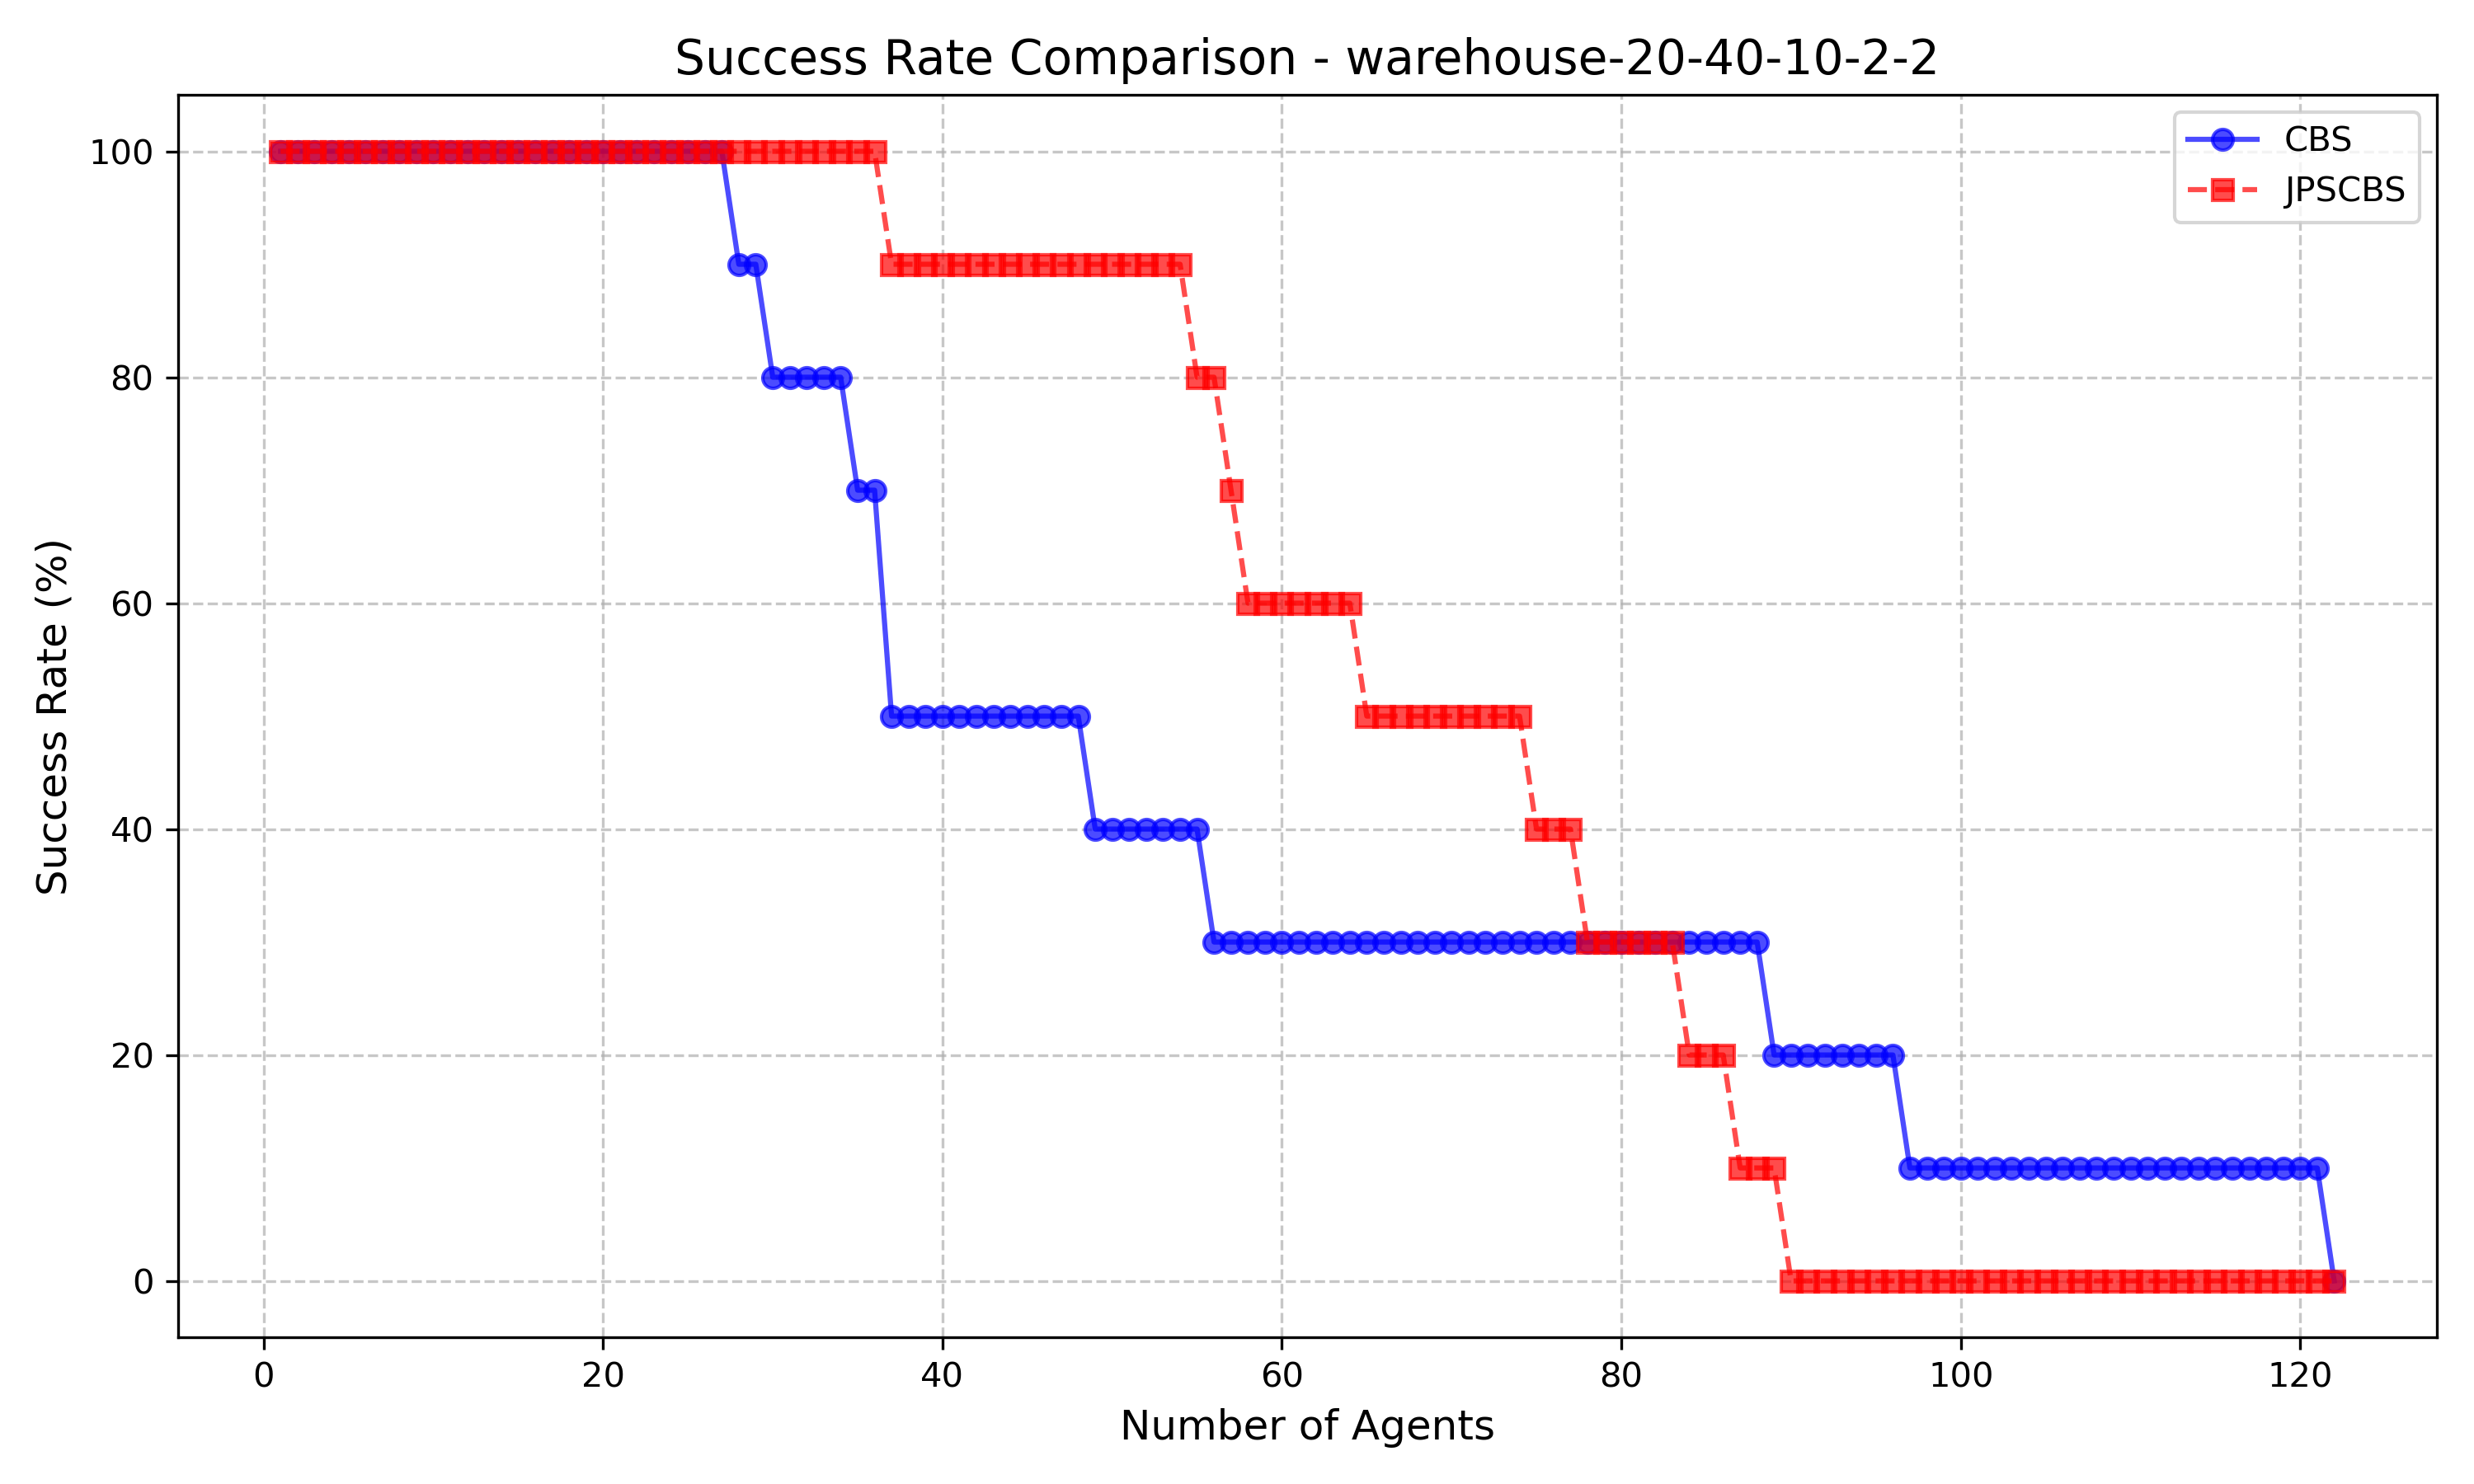 Success Rate Comparison - warehouse-20-40-10-2-2
CBS
JPSCBS
Success Rate (%)
100
80
60
40
20
0
0 20 40 60 80 100 120
Number of Agents